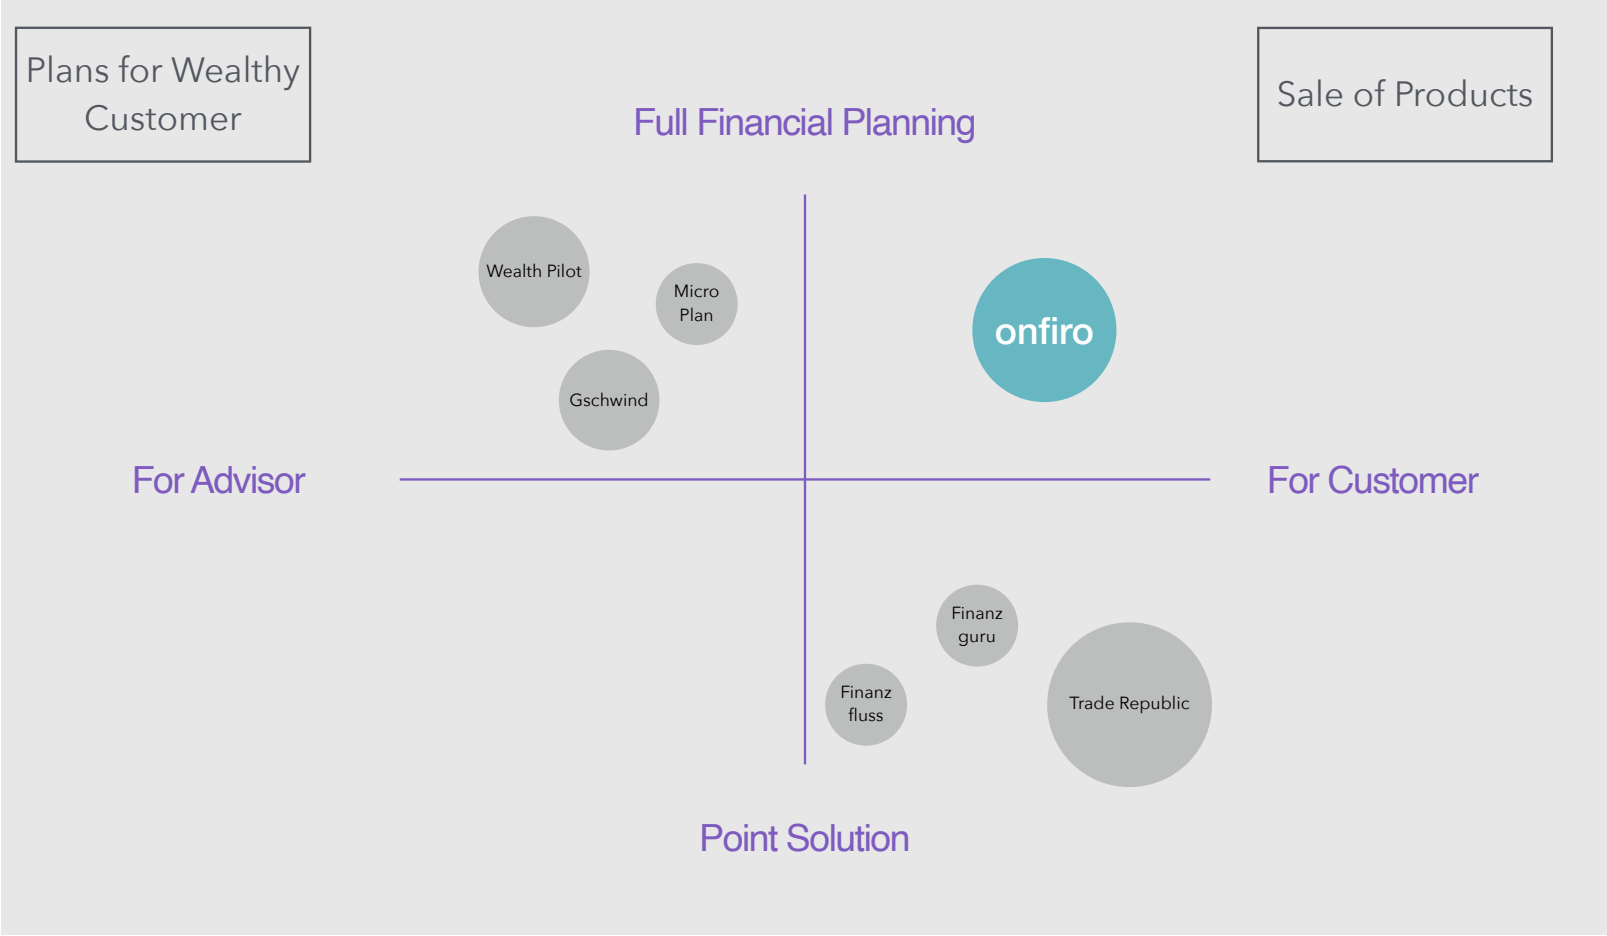 Plans for Wealthy
Customer
Sale of Products
Full Financial Planning
Wealth Pilot
Micro
Plan
onfiro
Gschwind
For Advisor
For Customer
Finanz
guru
Finanz
fluss
Trade Republic
Point Solution